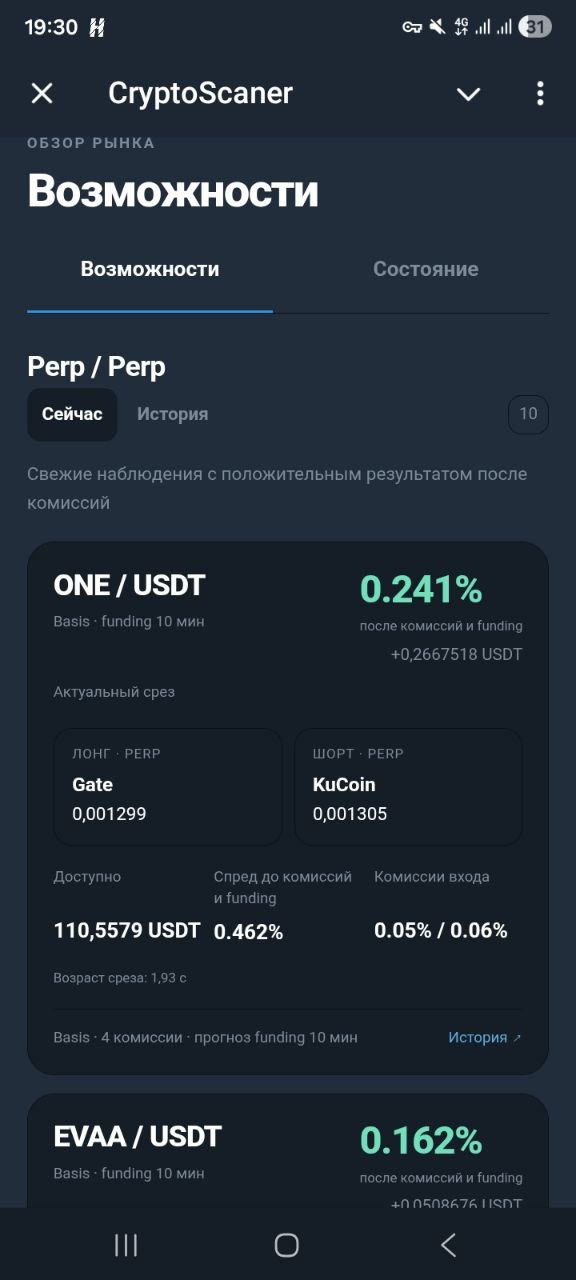 19:30
4G
31
CryptoScaner
ОБЗОР РЫНКА
Возможности
Возможности
Состояние
Perp / Perp
Сейчас
История
10
Свежие наблюдения с положительным результатом после
комиссий
ONE / USDT
0.241%
Basis · funding 10 мин
после комиссий и funding
+0,2667518 USDT
Актуальный срез
ЛОНГ · PERP
Gate
0,001299
ШОРТ · PERP
KuCoin
0,001305
Доступно
110,5579 USDT
Спред до комиссий
и funding
0.462%
Комиссии входа
0.05% / 0.06%
Возраст среза: 1,93 с
Basis · 4 комиссии · прогноз funding 10 мин
История ↗
EVAA / USDT
0.162%
Basis · funding 10 мин
после комиссий и funding
+0,0508676 USDT